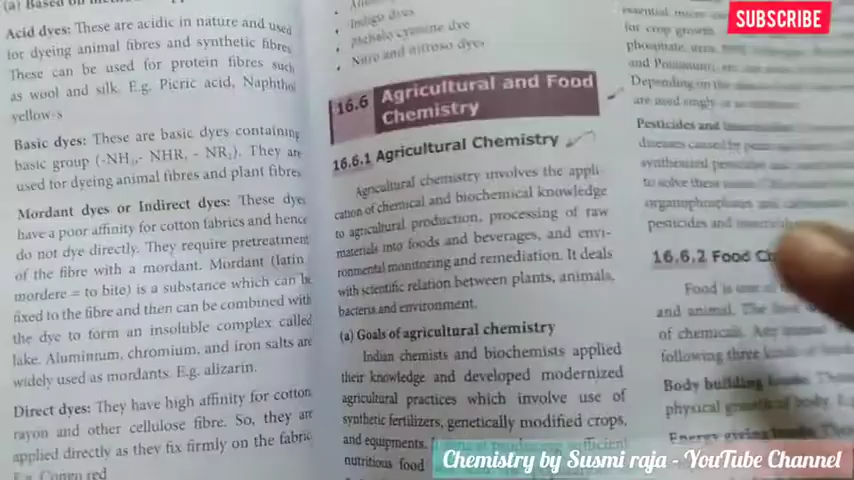 (a) Based on
Acid dyes: These are acidic in nature and used
for dyeing animal fibres and synthetic fibres
These can be used for protein fibres such
as wool and silk. E.g. Picric acid, Naphthol
yellow-s
Basic dyes: These are basic dyes containing
basic group (-NH₂,- NHR, - NR₂). They are
used for dyeing animal fibres and plant fibres
Mordant dyes or Indirect dyes: These dyes
have a poor affinity for cotton fabrics and hence
do not dye directly. They require pretreatment
of the fibre with a mordant. Mordant (latin
mordere = to bite) is a substance which can be
fixed to the fibre and then can be combined with
the dye to form an insoluble complex called
lake. Aluminum, chromium, and iron salts are
widely used as mordants. E.g. alizarin.
Direct dyes: They have high affinity for cotton
rayon and other cellulose fibre. So, they are
applied directly as they fix firmly on the fabric
E.g. Congo red
• Indigo dyes
• Nitro and nitroso dyes
16.6 Agricultural and Food
Chemistry
16.6.1 Agricultural Chemistry
Agricultural chemistry involves the appli-
cation of chemical and biochemical knowledge
to agricultural production, processing of raw
materials into foods and beverages, and envi-
ronmental monitoring and remediation. It deals
with scientific relation between plants, animals,
bacteria and environment.
(a) Goals of agricultural chemistry
Indian chemists and biochemists applied
their knowledge and developed modernized
agricultural practices which involve use of
synthetic fertilizers, genetically modified crops,
and equipments.
nutritious food
essential micro
for crop growth.
phosphate, urea,
and Potassium,
Depending on the
are used singly
Pesticides and
diseases caused by
synthesized pesticides
to solve these
organophosphates and
pesticides and
16.6.2 Food
Food is
and animal. The
of chemicals. Any
following three kinds of
Body building foods:
physical growth of body.
Energy giving foods:
SUBSCRIBE
Chemistry by Susmi raja - YouTube Channel